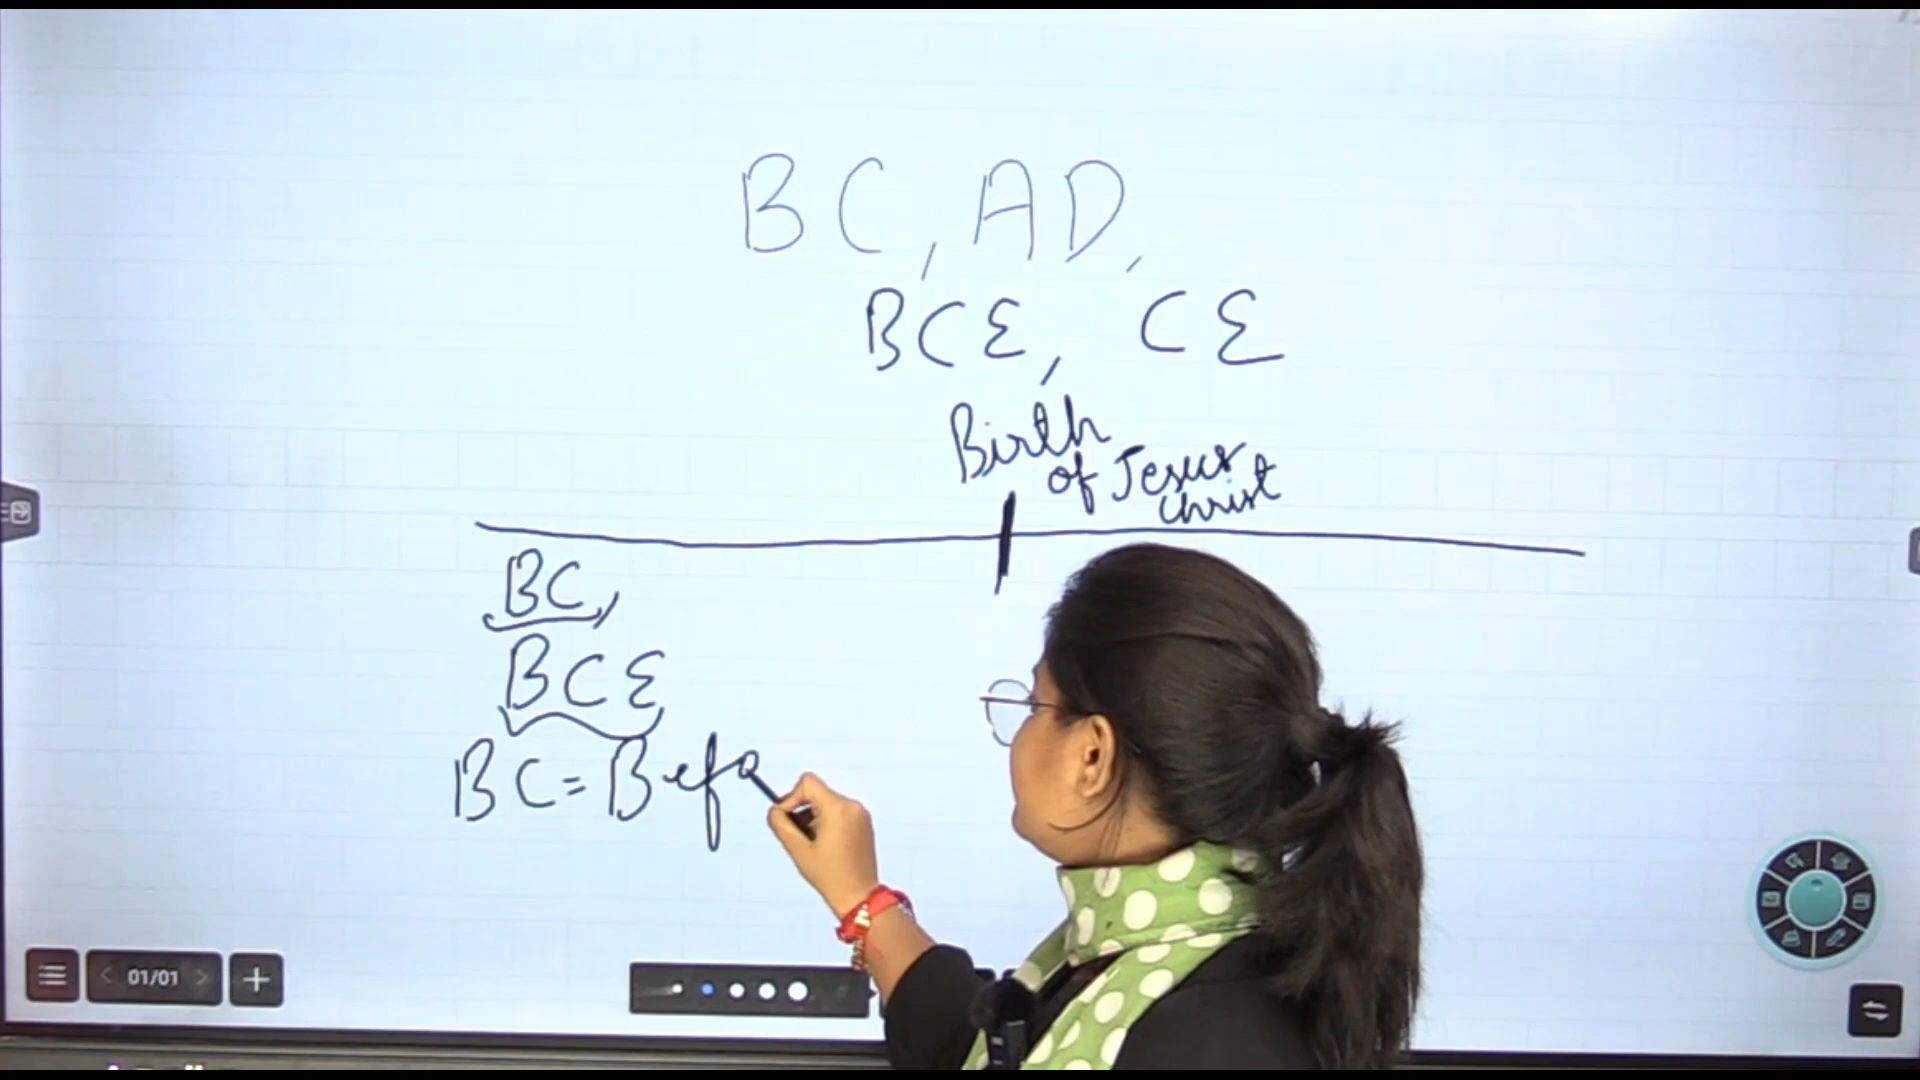 BC, AD,
BCE, CE
Birth
of Jesus
Christ
BC,
BCE
BC = Befo
01/01